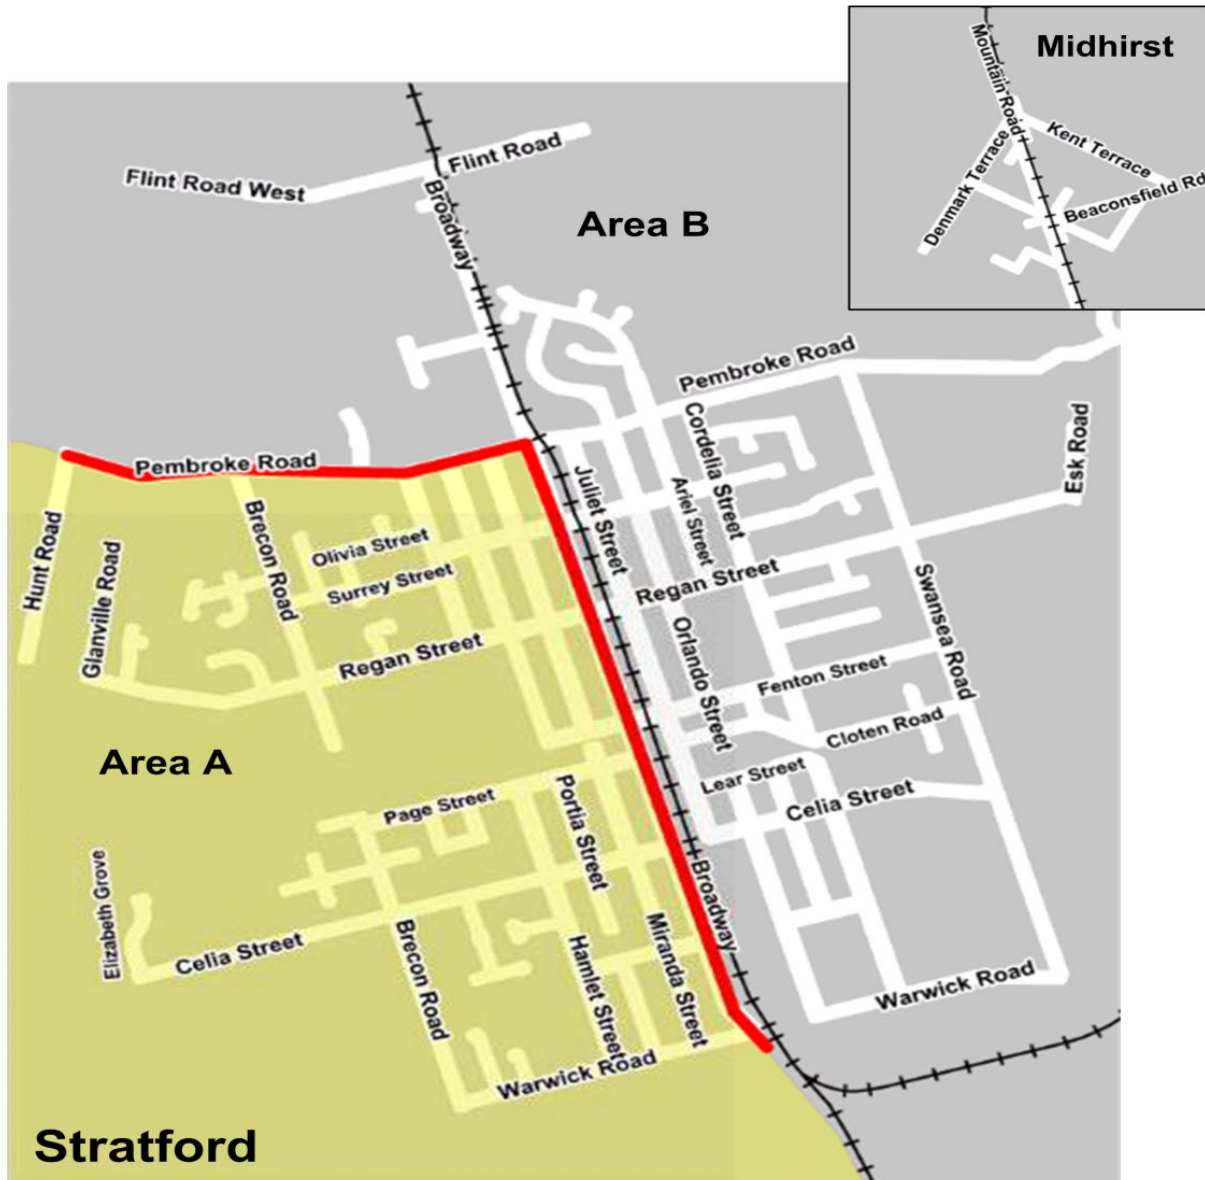 Midhirst
Mountain Road
Kent Terrace
Denmark Terrace
Beaconsfield Rd
Flint Road
Flint Road West
Broadway
Area B
Pembroke Road
Cordelia Street
Esk Road
Pembroke Road
Juliet Street
Ariel Street
Hunt Road
Brecon Road
Olivia Street
Glanville Road
Surrey Street
Regan Street
Swansea Road
Regan Street
Orlando Street
Fenton Street
Area A
Cloten Road
Lear Street
Page Street
Portia Street
Celia Street
Elizabeth Grove
Broadway
Celia Street
Brecon Road
Hamlet Street
Miranda Street
Warwick Road
Warwick Road
Stratford